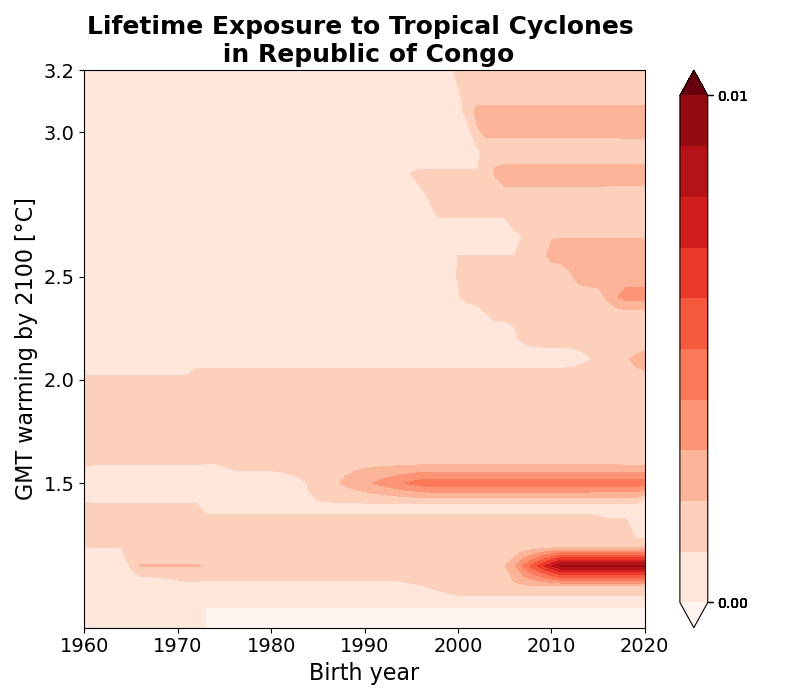 Lifetime Exposure to Tropical Cyclones
in Republic of Congo
3.2
3.0
2.5
2.0
1.5
GMT warming by 2100 [°C]
1960 1970 1980 1990 2000 2010 2020
Birth year
0.01
0.00